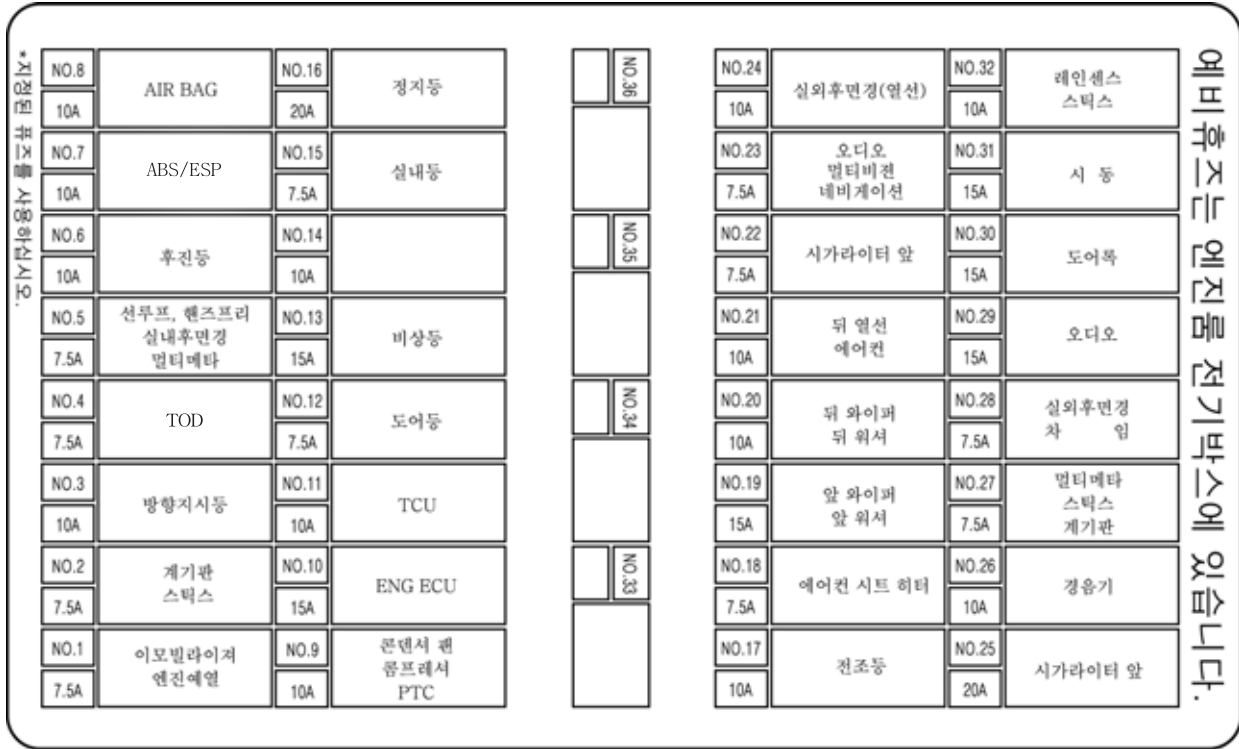 *지정된 퓨즈를 사용하십시오.
NO.8
10A
AIR BAG
NO.16
20A
정지등
NO.7
10A
ABS/ESP
NO.15
7.5A
실내등
NO.6
10A
후진등
NO.14
10A
NO.5
7.5A
선루프, 핸즈프리
실내후면경
멀티메타
NO.13
15A
비상등
NO.4
7.5A
TOD
NO.12
7.5A
도어등
NO.3
10A
방향지시등
NO.11
10A
TCU
NO.2
7.5A
계기판
스틱스
NO.10
15A
ENG ECU
NO.1
7.5A
이모빌라이져
엔진예열
NO.9
10A
콘덴셔 팬
콤프레셔
PTC
NO.36
NO.35
NO.34
NO.33
NO.24
10A
실외후면경(열선)
NO.32
10A
레인센스
스틱스
NO.23
7.5A
오디오
멀티비젼
네비게이션
NO.31
15A
시 동
NO.22
7.5A
시가라이터 앞
NO.30
15A
도어록
NO.21
10A
뒤 열선
에어컨
NO.29
15A
오디오
NO.20
10A
뒤 와이퍼
뒤 워셔
NO.28
7.5A
실외후면경
차 임
NO.19
15A
앞 와이퍼
앞 워셔
NO.27
7.5A
멀티메타
스틱스
계기판
NO.18
7.5A
에어컨 시트 히터
NO.26
10A
경음기
NO.17
10A
전조등
NO.25
20A
시가라이터 앞
예비휴즈는 엔진룸 전기박스에 있습니다.